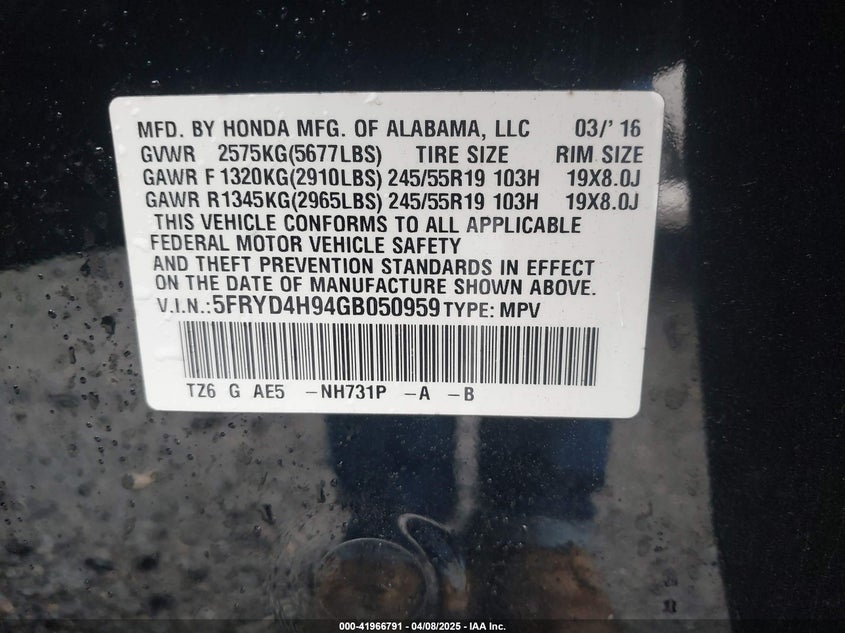 MFD. BY HONDA MFG. OF ALABAMA, LLC 03/'16
GVWR 2575KG(5677LBS) TIRE SIZE RIM SIZE
GAWR F 1320KG(2910LBS) 245/55R19 103H 19X8.0J
GAWR R 1345KG(2965LBS) 245/55R19 103H 19X8.0J
THIS VEHICLE CONFORMS TO ALL APPLICABLE
FEDERAL MOTOR VEHICLE SAFETY
AND THEFT PREVENTION STANDARDS IN EFFECT
ON THE DATE OF MANUFACTURE SHOWN ABOVE.
V.I.N.:5FRYD4H94GB050959 TYPE: MPV
TZ6 G AE5 -NH731P -A -B
000-41966791 - 04/08/2025 - IAA Inc.